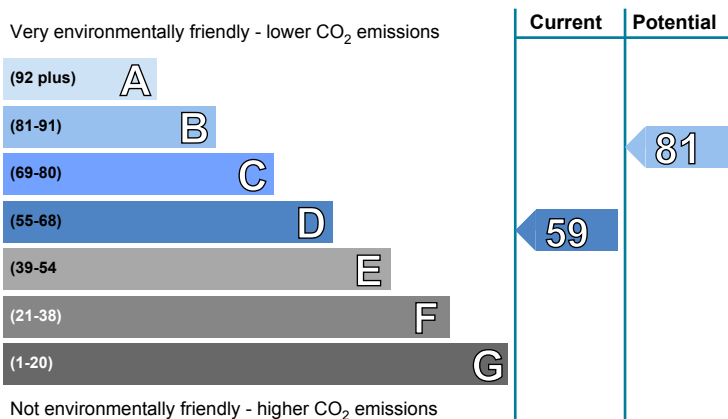 Current Potential
Very environmentally friendly - lower CO2 emissions
(92 plus) A
(81-91) B
81
(69-80) C
(55-68) D
59
(39-54 E
(21-38) F
(1-20) G
Not environmentally friendly - higher CO2 emissions